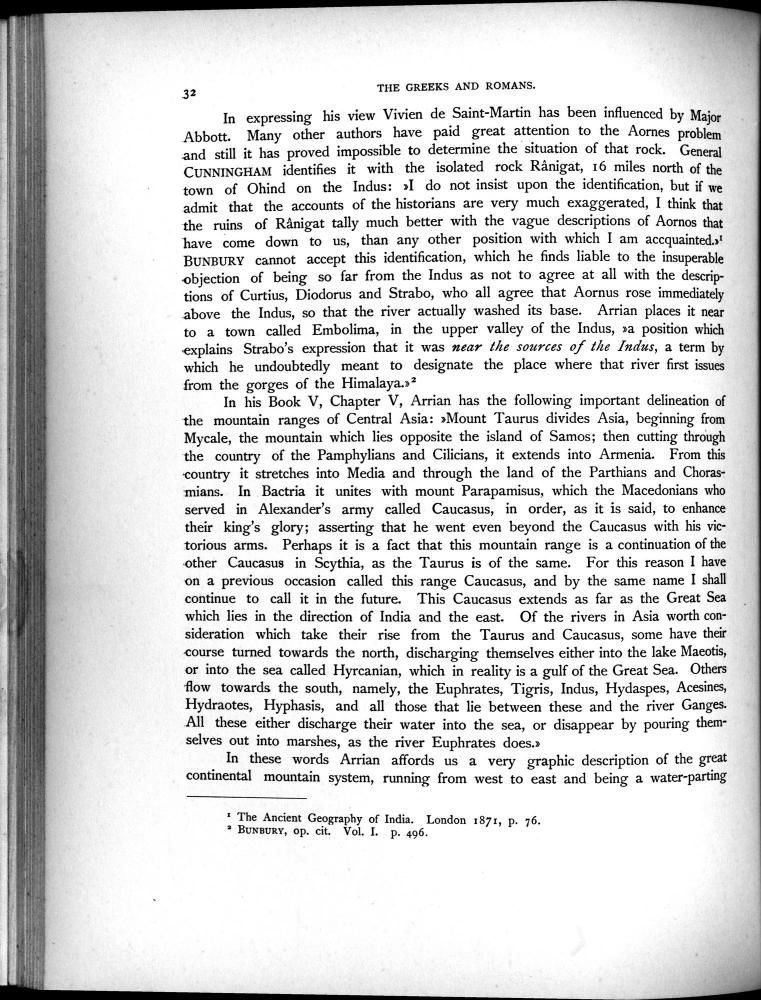 32
THE GREEKS AND ROMANS.
In expressing his view Vivien de Saint-Martin has been influenced by Major
Abbott. Many other authors have paid great attention to the Aornes problem
and still it has proved impossible to determine the situation of that rock. General
CUNNINGHAM identifies it with the isolated rock Rânigat, 16 miles north of the
town of Ohind on the Indus: »I do not insist upon the identification, but if we
admit that the accounts of the historians are very much exaggerated, I think that
the ruins of Rânigat tally much better with the vague descriptions of Aornos that
have come down to us, than any other position with which I am accquainted.»¹
BUNBURY cannot accept this identification, which he finds liable to the insuperable
objection of being so far from the Indus as not to agree at all with the descrip-
tions of Curtius, Diodorus and Strabo, who all agree that Aornus rose immediately
above the Indus, so that the river actually washed its base. Arrian places it near
to a town called Embolima, in the upper valley of the Indus, »a position which
explains Strabo's expression that it was near the sources of the Indus, a term by
which he undoubtedly meant to designate the place where that river first issues
from the gorges of the Himalaya.»²
In his Book V, Chapter V, Arrian has the following important delineation of
the mountain ranges of Central Asia: »Mount Taurus divides Asia, beginning from
Mycale, the mountain which lies opposite the island of Samos; then cutting through
the country of the Pamphylians and Cilicians, it extends into Armenia. From this
country it stretches into Media and through the land of the Parthians and Choras-
mians. In Bactria it unites with mount Parapamisus, which the Macedonians who
served in Alexander's army called Caucasus, in order, as it is said, to enhance
their king's glory; asserting that he went even beyond the Caucasus with his vic-
torious arms. Perhaps it is a fact that this mountain range is a continuation of the
other Caucasus in Scythia, as the Taurus is of the same. For this reason I have
on a previous occasion called this range Caucasus, and by the same name I shall
continue to call it in the future. This Caucasus extends as far as the Great Sea
which lies in the direction of India and the east. Of the rivers in Asia worth con-
sideration which take their rise from the Taurus and Caucasus, some have their
course turned towards the north, discharging themselves either into the lake Maeotis,
or into the sea called Hyrcanian, which in reality is a gulf of the Great Sea. Others
flow towards the south, namely, the Euphrates, Tigris, Indus, Hydaspes, Acesines,
Hydraotes, Hyphasis, and all those that lie between these and the river Ganges.
All these either discharge their water into the sea, or disappear by pouring them-
selves out into marshes, as the river Euphrates does.»
In these words Arrian affords us a very graphic description of the great
continental mountain system, running from west to east and being a water-parting
¹ The Ancient Geography of India. London 1871, p. 76.
² BUNBURY, op. cit. Vol. I. p. 496.